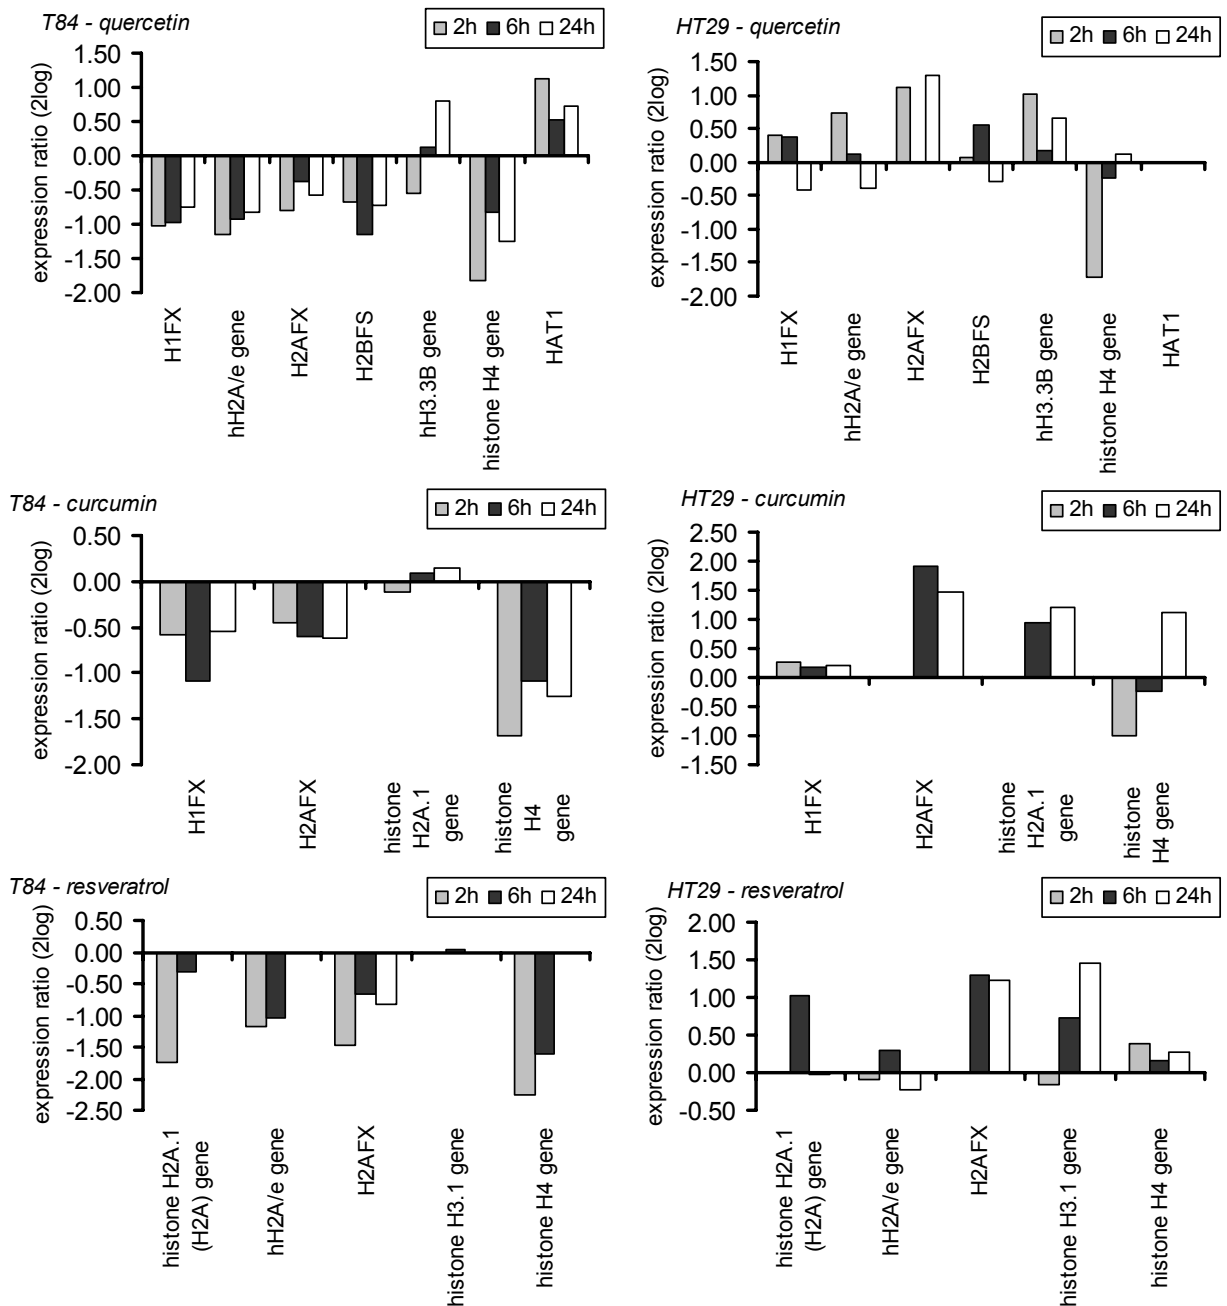 T84 - quercetin
2h 6h 24h
expression ratio (2log)
1.50
1.00
0.50
0.00
-0.50
-1.00
-1.50
-2.00
H1FX
hH2A/e gene
H2AFX
H2BFS
hH3.3B gene
histone H4 gene
HAT1
HT29 - quercetin
2h 6h 24h
expression ratio (2log)
1.50
1.00
0.50
0.00
-0.50
-1.00
-1.50
-2.00
H1FX
hH2A/e gene
H2AFX
H2BFS
hH3.3B gene
histone H4 gene
HAT1
T84 - curcumin
2h 6h 24h
expression ratio (2log)
0.50
0.00
-0.50
-1.00
-1.50
-2.00
H1FX
H2AFX
histone
H2A.1
gene
histone
H4
gene
HT29 - curcumin
2h 6h 24h
expression ratio (2log)
2.50
2.00
1.50
1.00
0.50
0.00
-0.50
-1.00
-1.50
H1FX
H2AFX
histone
H2A.1
gene
histone
H4 gene
T84 - resveratrol
2h 6h 24h
expression ratio (2log)
0.50
0.00
-0.50
-1.00
-1.50
-2.00
-2.50
histone H2A.1
(H2A) gene
hH2A/e gene
H2AFX
histone H3.1 gene
histone H4 gene
HT29 - resveratrol
2h 6h 24h
expression ratio (2log)
2.00
1.50
1.00
0.50
0.00
-0.50
histone H2A.1
(H2A) gene
hH2A/e gene
H2AFX
histone H3.1 gene
histone H4 gene